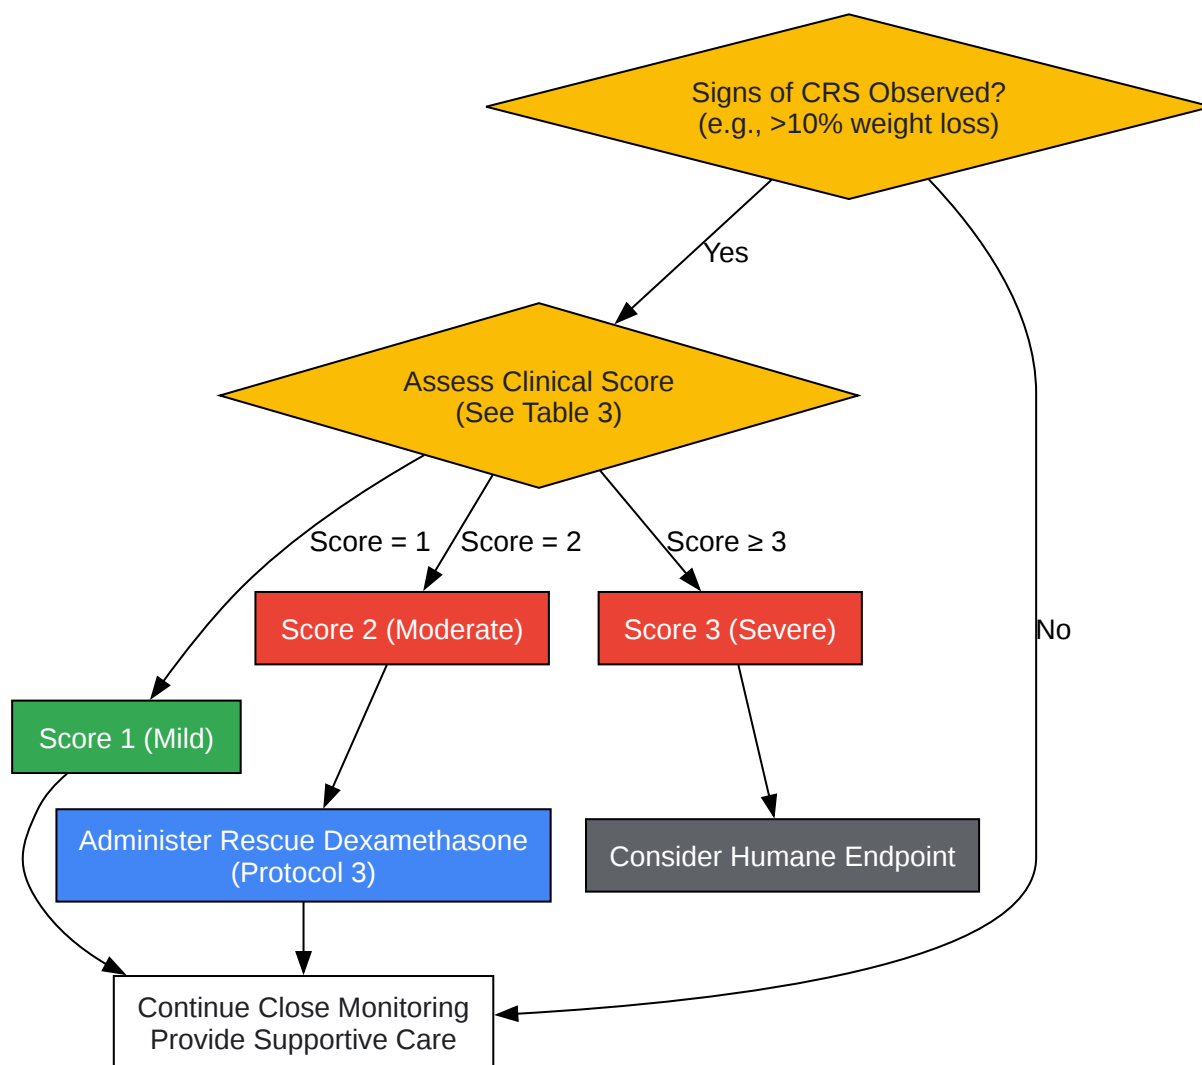 Signs of CRS Observed?
(e.g., >10% weight loss)
Yes
Assess Clinical Score
(See Table 3)
Score = 1
Score = 2
Score ≥ 3
Score 2 (Moderate)
Score 3 (Severe)
No
Score 1 (Mild)
Administer Rescue Dexamethasone
(Protocol 3)
Consider Humane Endpoint
Continue Close Monitoring
Provide Supportive Care